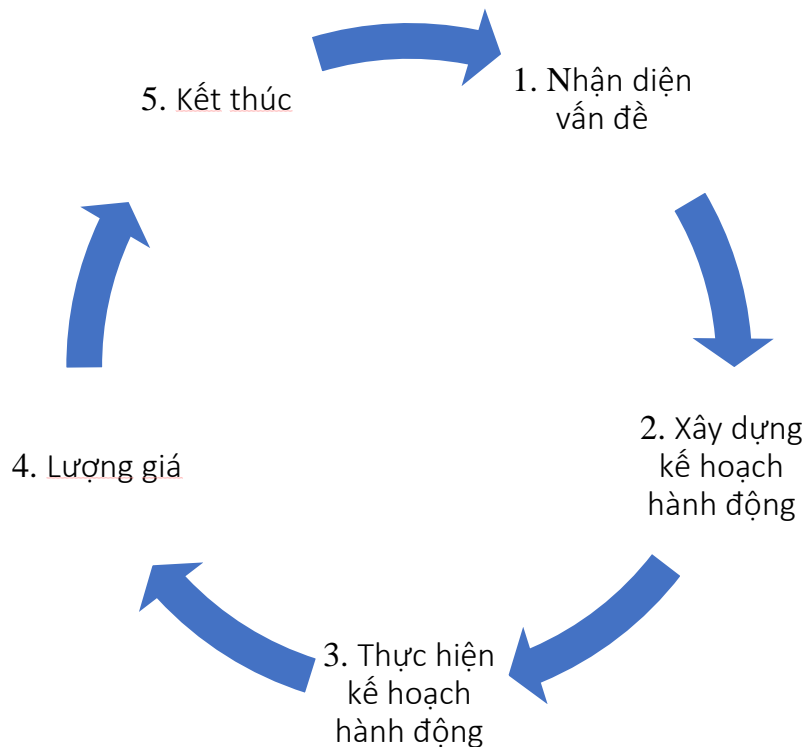 1. Nhận diện
vấn đề
2. Xây dựng
kế hoạch
hành động
3. Thực hiện
kế hoạch
hành động
4. Lượng giá
5. Kết thúc